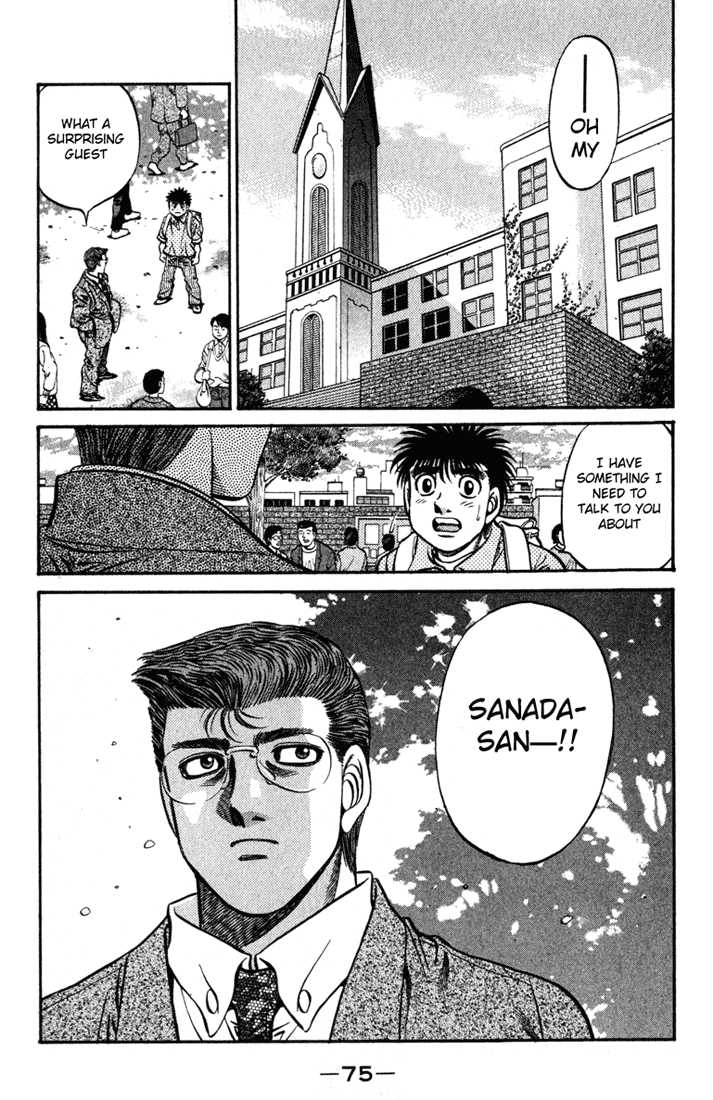 —
OH
MY
WHAT A
SURPRISING
GUEST
I HAVE
SOMETHING I
NEED TO
TALK TO YOU
ABOUT
SANADA-
SAN—!!
—75—